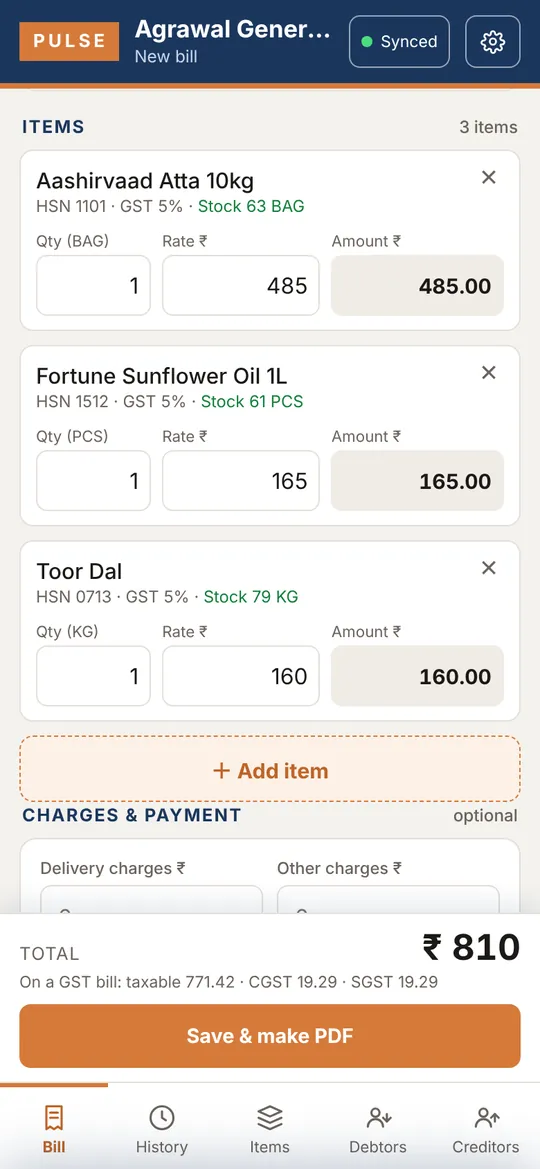 PULSE
Agrawal Gener...
New bill
Synced
ITEMS 3 items
Aashirvaad Atta 10kg ✕
HSN 1101 · GST 5% · Stock 63 BAG
Qty (BAG) Rate ₹ Amount ₹
1 485 485.00
Fortune Sunflower Oil 1L ✕
HSN 1512 · GST 5% · Stock 61 PCS
Qty (PCS) Rate ₹ Amount ₹
1 165 165.00
Toor Dal ✕
HSN 0713 · GST 5% · Stock 79 KG
Qty (KG) Rate ₹ Amount ₹
1 160 160.00
+ Add item
CHARGES & PAYMENT optional
Delivery charges ₹ Other charges ₹
TOTAL ₹ 810
On a GST bill: taxable 771.42 · CGST 19.29 · SGST 19.29
Save & make PDF
Bill History Items Debtors Creditors